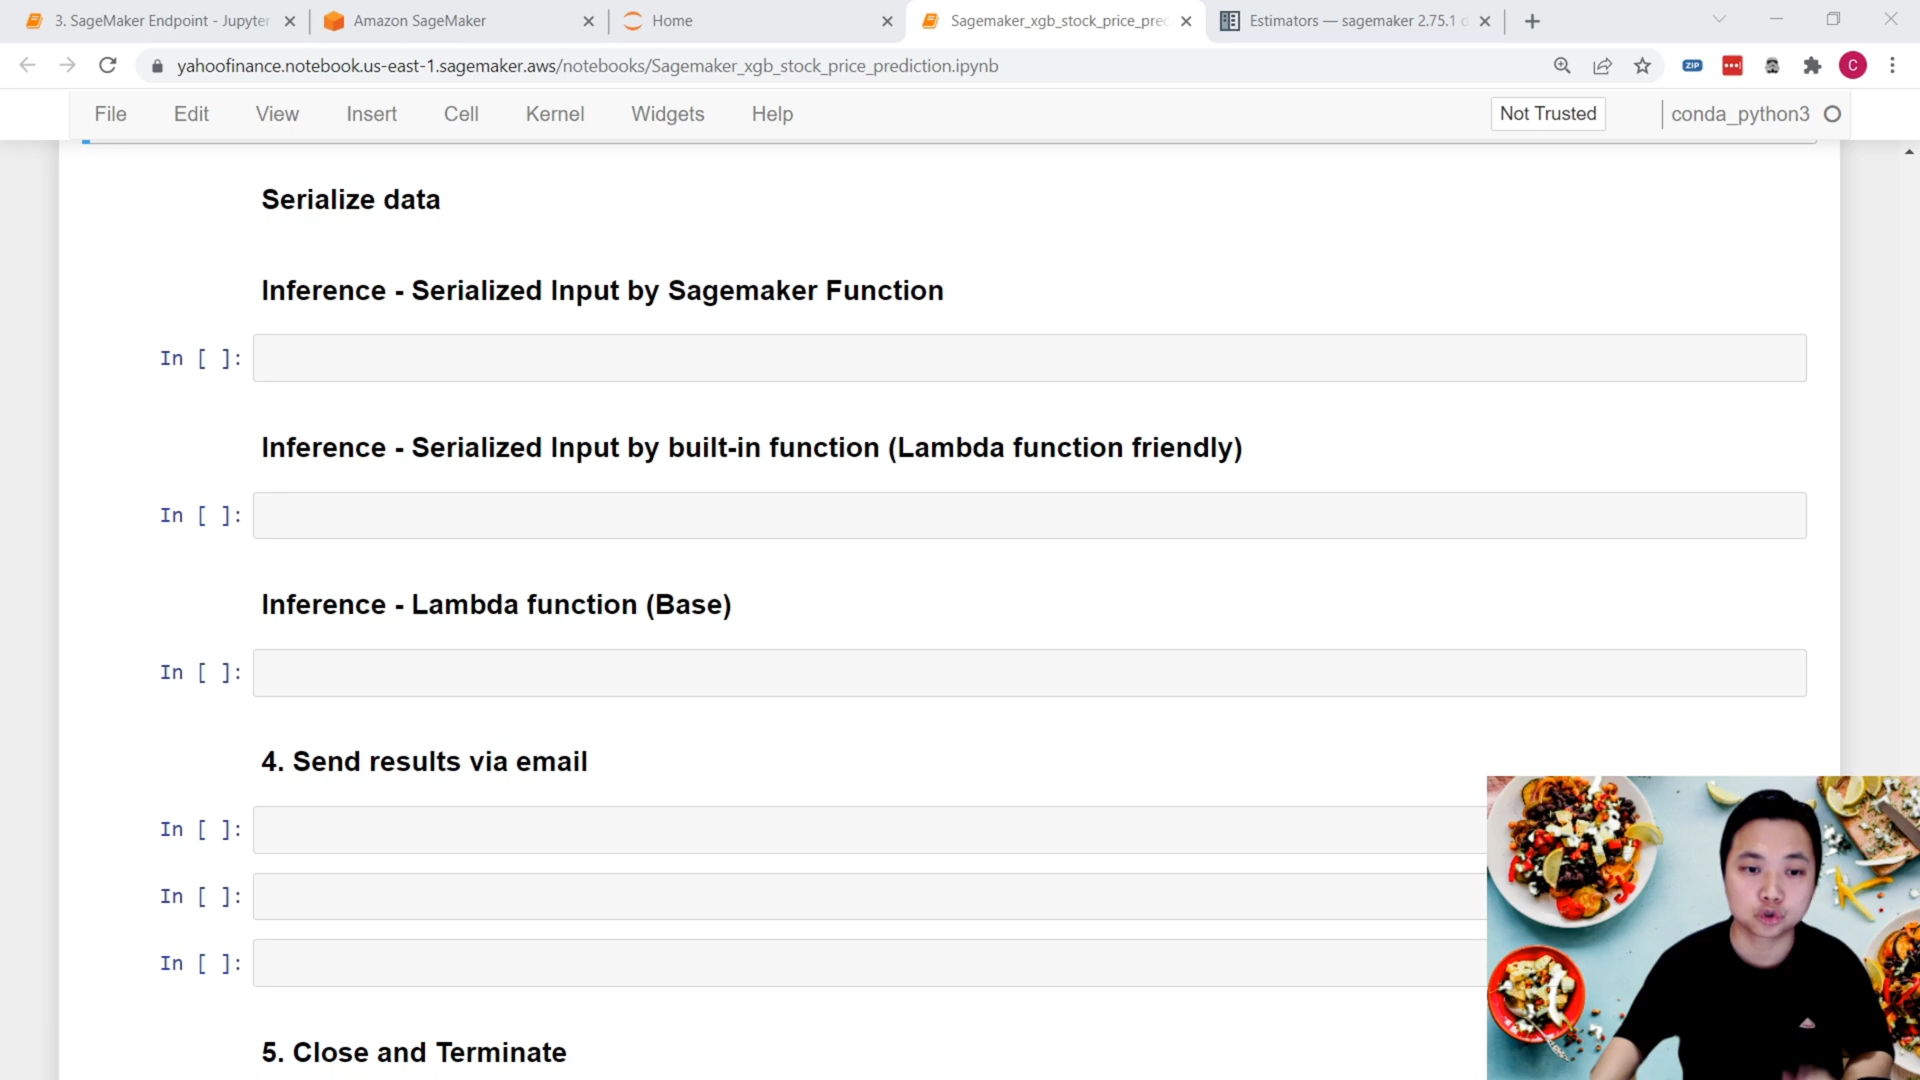 3. SageMaker Endpoint - Jupyter
Amazon SageMaker
Home
Sagemaker_xgb_stock_price_pred
Estimators — sagemaker 2.75.1 d
yahoofinance.notebook.us-east-1.sagemaker.aws/notebooks/Sagemaker_xgb_stock_price_prediction.ipynb
ZIP
C
File Edit View Insert Cell Kernel Widgets Help
Not Trusted
conda_python3
Serialize data
Inference - Serialized Input by Sagemaker Function
In [ ]:
Inference - Serialized Input by built-in function (Lambda function friendly)
In [ ]:
Inference - Lambda function (Base)
In [ ]:
4. Send results via email
In [ ]:
In [ ]:
In [ ]:
5. Close and Terminate